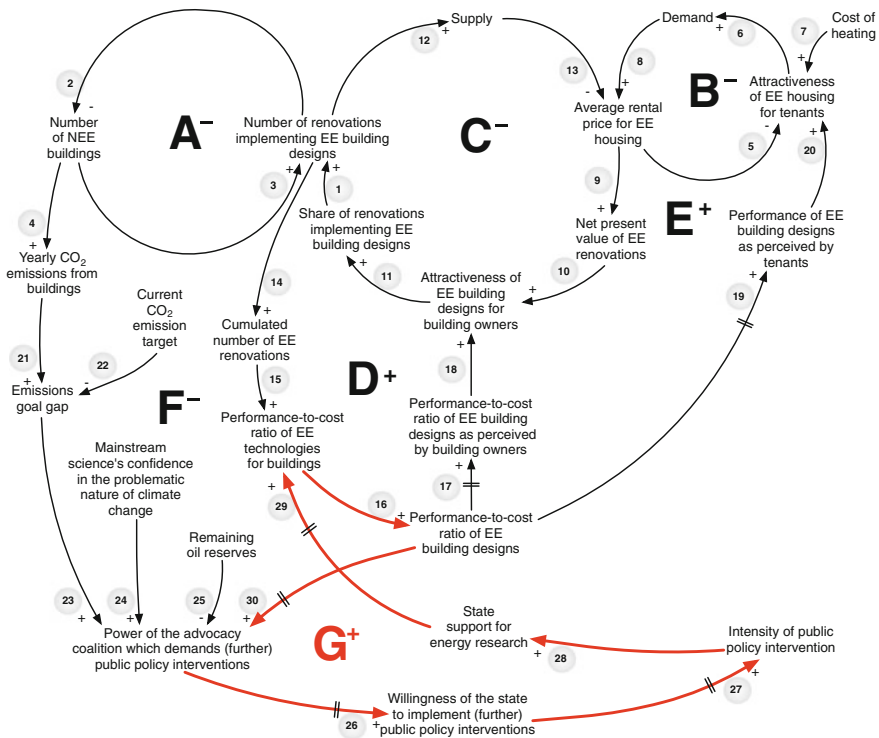 Supply
Demand
Cost of
heating
12
6
7
2
+
+
8
+
13
-
+
-
B⁻
Attractiveness
of EE housing
for tenants
Number
of NEE
buildings
A⁻
Number of renovations
implementing EE building
designs
C⁻
Average rental
price for EE
housing
-
+
5
20
3
+
+
1
9
E⁺
4
+
Share of renovations
implementing EE
building designs
+
Net present
value of EE
renovations
Performance of EE
building designs
as perceived by
tenants
Yearly CO₂
emissions from
buildings
+
11
10
+
+
19
14
Attractiveness of
EE building
designs for
building owners
Current
CO₂
emission
target
+
Cumulated
number of EE
renovations
21
22
+
-
Emissions
goal gap
15
+
18
D+
F⁻
+
Performance-to-cost
ratio of EE
technologies
for buildings
Performance-to-cost
ratio of EE building
designs as perceived
by building owners
Mainstream
science's confidence
in the problematic
nature of climate
change
+
17
+
29
16
+
Performance-to-cost
ratio of EE
building designs
Remaining
oil reserves
23
24
25
30
+
+
-
+
Power of the advocacy
coalition which demands (further)
public policy interventions
G⁺
State
support for
energy research
+
28
Intensity of public
policy intervention
+
27
26
+
Willingness of the state
to implement (further)
public policy interventions